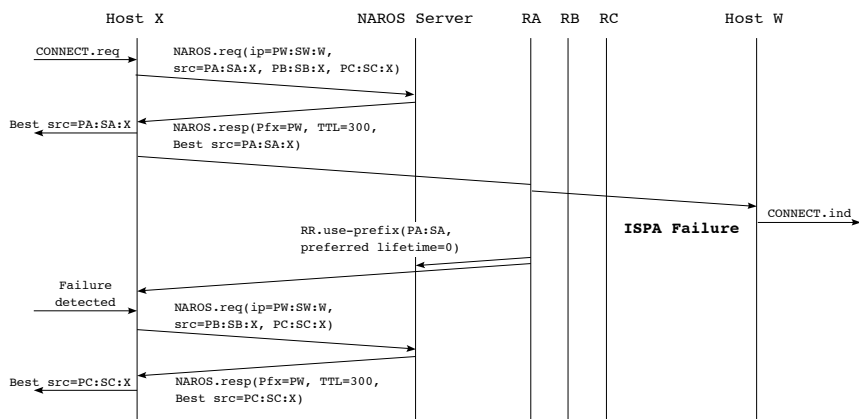 Host X NAROS Server RA RB RC Host W
CONNECT.req
NAROS.req(ip=PW:SW:W,
src=PA:SA:X, PB:SB:X, PC:SC:X)
Best src=PA:SA:X
NAROS.resp(Pfx=PW, TTL=300,
Best src=PA:SA:X)
CONNECT.ind
ISPA Failure
RR.use-prefix(PA:SA,
preferred lifetime=0)
Failure
detected
NAROS.req(ip=PW:SW:W,
src=PB:SB:X, PC:SC:X)
Best src=PC:SC:X
NAROS.resp(Pfx=PW, TTL=300,
Best src=PC:SC:X)